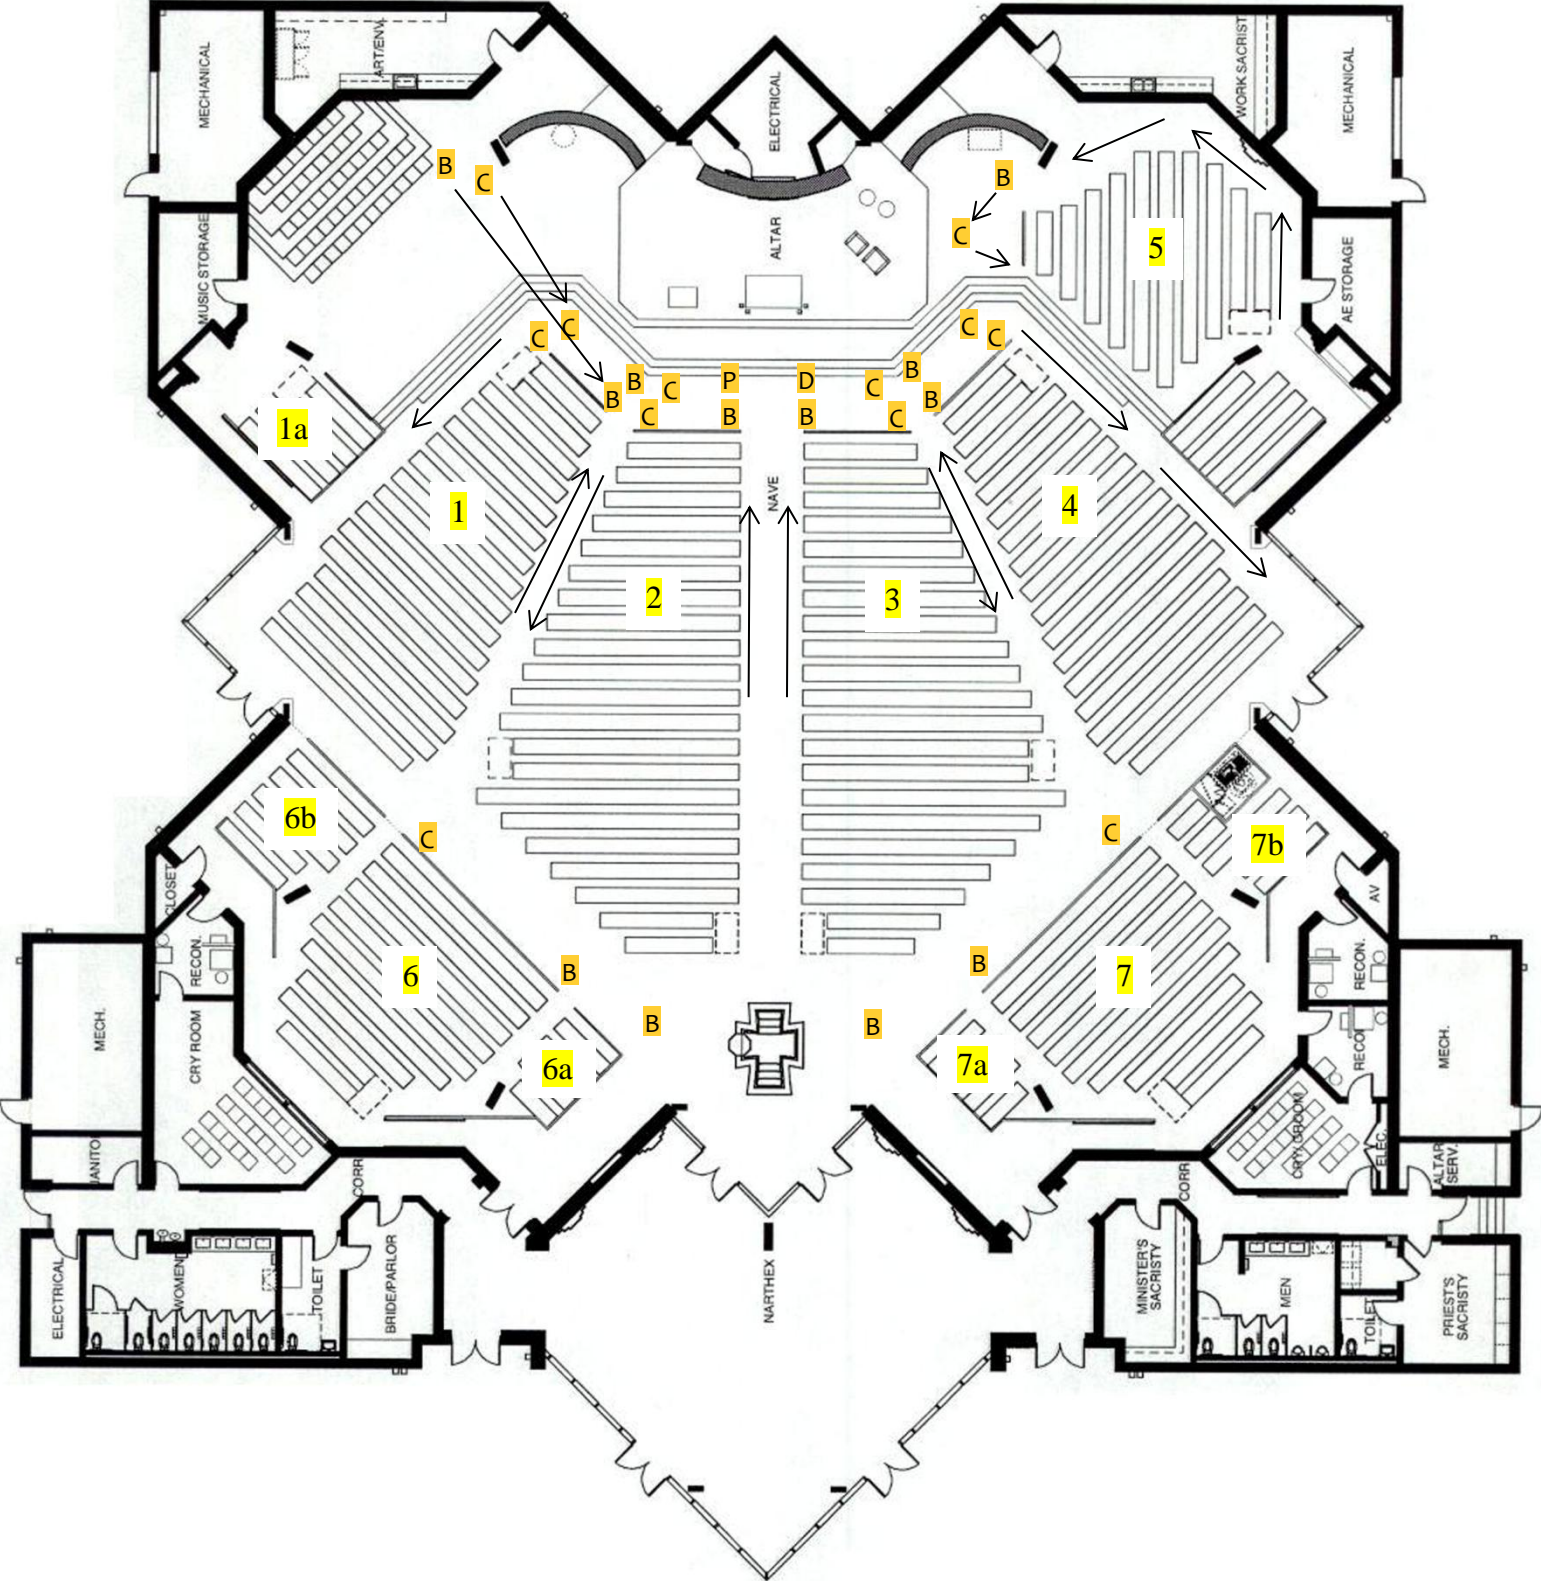 MECHANICAL
ART/ENV.
ELECTRICAL
WORK SACRIST
MECHANICAL
B
C
B
C
5
MUSIC STORAGE
ALTAR
AE STORAGE
C
C
C
C
B
B
C
C
P
B
D
B
C
C
B
B
1a
1
NAVE
4
2
3
6b
C
C
7b
CLOSET
AV
RECON.
6
B
B
7
RECON.
MECH.
CRY ROOM
B
B
RECON
MECH.
6a
7a
JANITO
CORR
CORR
CRY ROOM
ELEC.
ALTAR
SERV.
ELECTRICAL
WOMEN
TOILET
BRIDE/PARLOR
NARTHEX
MINISTER'S
SACRISTY
MEN
TOILET
PRIEST'S
SACRISTY